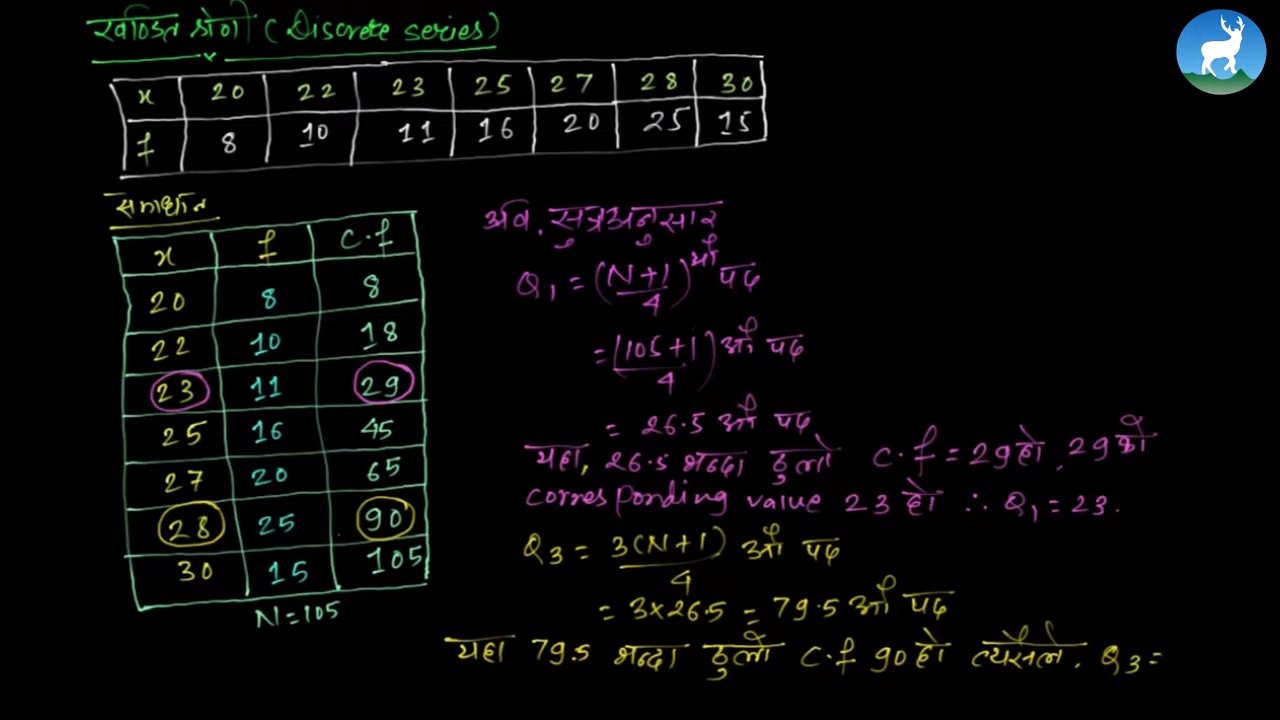 खण्डित श्रेणी (Discrete series)
x 20 22 23 25 27 28 30
f 8 10 11 16 20 25 15
समाधान
x f c.f
20 8 8
22 10 18
23 11 29
25 16 45
27 20 65
28 25 90
30 15 105
N=105
अब, सुत्रअनुसार
Q1 = (N+1/4)औं पद
= (105+1/4)औं पद
= 26.5 औं पद
यहा, 26.5 भन्दा ठुलो c.f = 29 हो, 29 को
corresponding value 23 हो ∴ Q1 = 23.
Q3 = 3(N+1)/4 औं पद
= 3×26.5 = 79.5 औं पद
यहा 79.5 भन्दा ठुलो c.f 90 हो त्यसैले. Q3 =